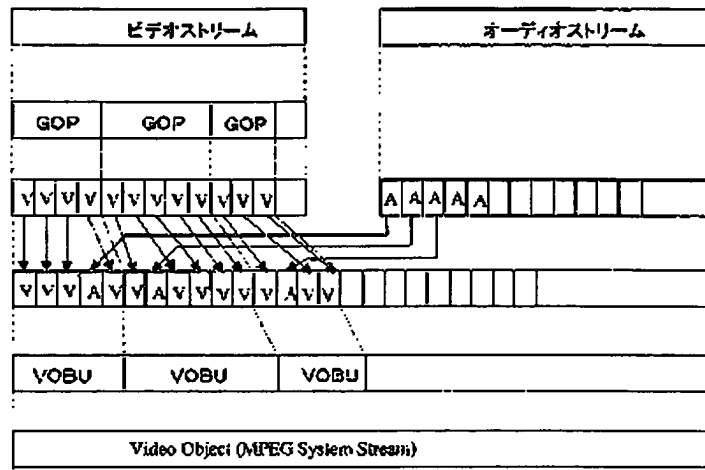 ビデオストリーム オーディオストリーム
GOP GOP GOP
V V V V V V V V V V V V A A A A A
V V V A V V A V V V V V A V V
VOBU VOBU VOBU
Video Object (MPEG System Stream)